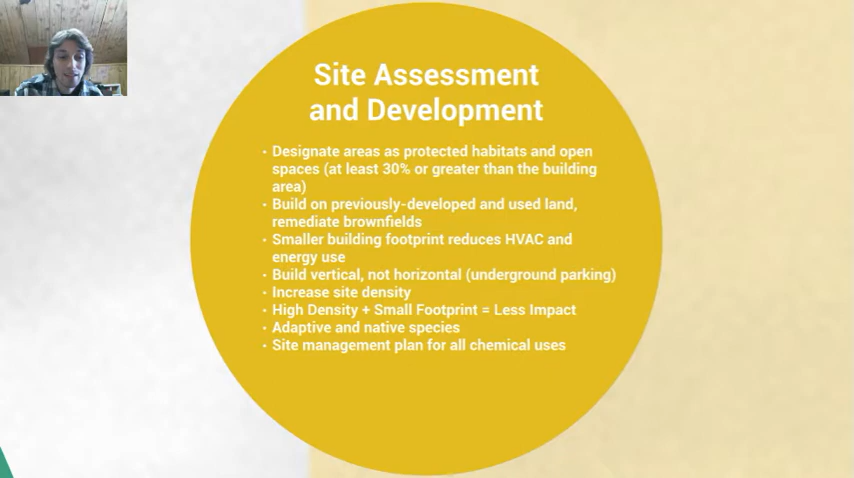 Site Assessment
and Development
• Designate areas as protected habitats and open
spaces (at least 30% or greater than the building
area)
• Build on previously-developed and used land,
remediate brownfields
• Smaller building footprint reduces HVAC and
energy use
• Build vertical, not horizontal (underground parking)
• Increase site density
• High Density + Small Footprint = Less Impact
• Adaptive and native species
• Site management plan for all chemical uses